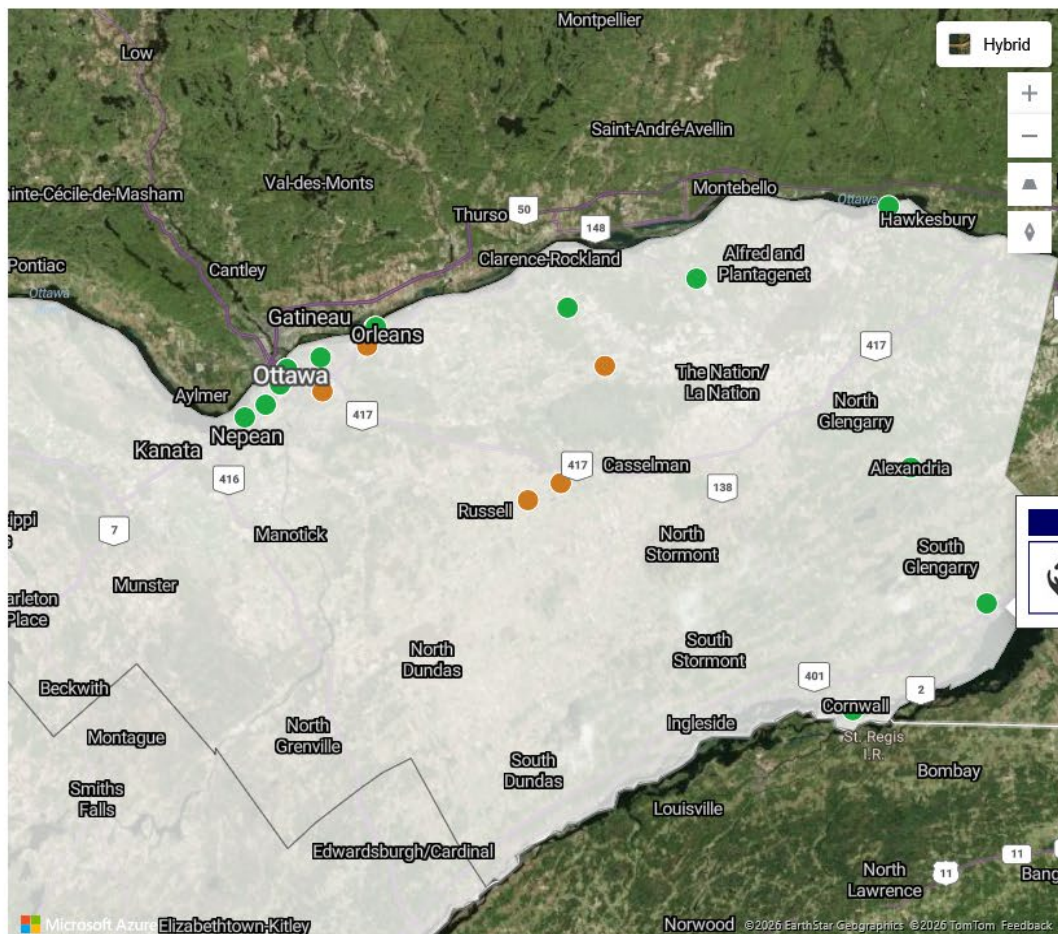 Montpellier
Low
Hybrid
Saint-André-Avellin
Val-des-Monts
inte-Cécile-de-Masham
Montebello
Thurso
50
Ottawa
Hawkesbury
148
Clarence-Rockland
Alfred and
Plantagenet
Pontiac
Cantley
Ottawa
Gatineau
Orleans
417
Ottawa
The Nation/
La Nation
Aylmer
417
North
Glengarry
Nepean
Kanata
417
Casselman
Alexandria
416
138
Russell
7
Manotick
North
Stormont
South
Glengarry
Munster
arleton
Place
North
Dundas
South
Stormont
401
2
Beckwith
Cornwall
Ingleside
Montague
North
Grenville
St. Regis
I.R.
South
Dundas
Bombay
Smiths
Falls
Louisville
Edwardsburgh/Cardinal
11
11
North
Lawrence
Bang
Microsoft Azure
Elizabethtown-Kitley
Norwood
©2026 EarthStar Geographics ©2026 TomTom Feedback